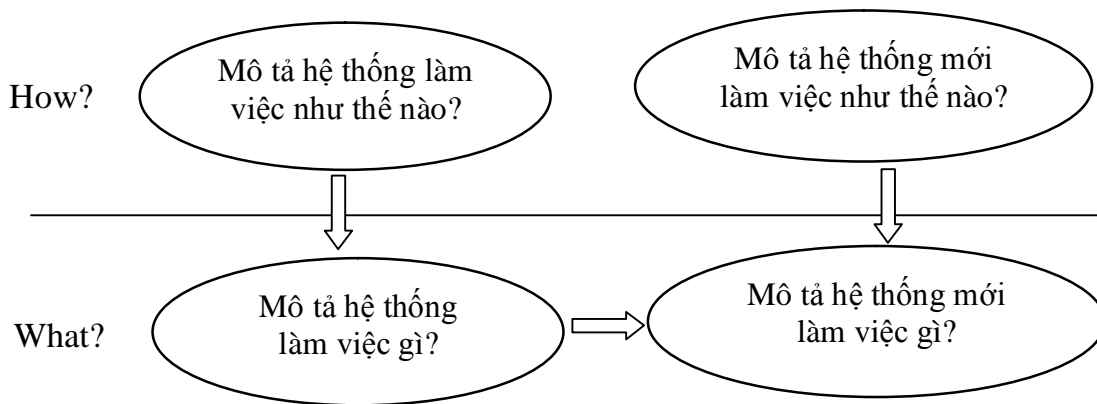 How?
Mô tả hệ thống làm
việc như thế nào?
Mô tả hệ thống mới
làm việc như thế nào?
What?
Mô tả hệ thống
làm việc gì?
Mô tả hệ thống mới
làm việc gì?